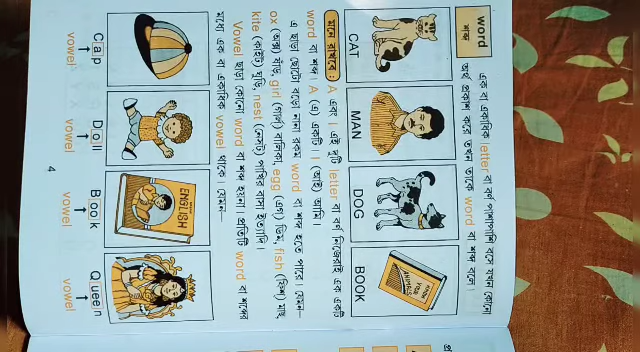 word
শব্দ
এক বা একাধিক letter বা বর্ণ পাশাপাশি বসে যখন কোনো
অর্থ প্রকাশ করে তখন তাকে word বা শব্দ বলে।
CAT
MAN
DOG
BOOK
মনে রাখবে : A এবং I এই দুটি letter বা বর্ণ নিজেরাই এক একটি
word বা শব্দ। A (এ) একটি। I (আই) আমি।
এ ছাড়া ছোটো বড়ো নানা রকম word বা শব্দ হতে পারে। যেমন—
ox (অক্স) ষাঁড়, girl (গার্ল) বালিকা, egg (এগ) ডিম, fish (ফিশ) মাছ
kite (কাইট) ঘুড়ি, nest (নেস্ট) পাখির বাসা ইত্যাদি।
Vowel ছাড়া কোনো word বা শব্দ হয়না। প্রতিটি word বা শব্দের
মধ্যে এক বা একাধিক vowel থাকে। যেমন—
ENGLISH
Cap
Doll
Book
Queen
vowel
vowel
vowel
vowel
4